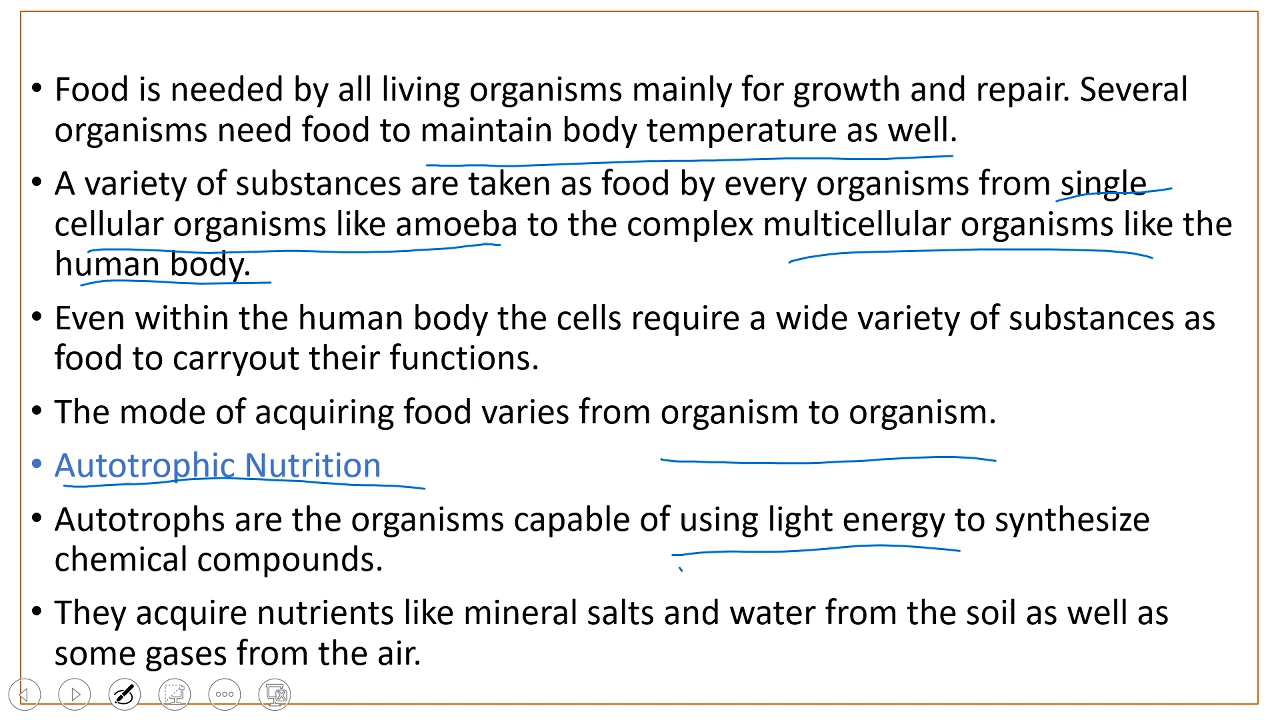 • Food is needed by all living organisms mainly for growth and repair. Several
organisms need food to maintain body temperature as well.
• A variety of substances are taken as food by every organisms from single
cellular organisms like amoeba to the complex multicellular organisms like the
human body.
• Even within the human body the cells require a wide variety of substances as
food to carryout their functions.
• The mode of acquiring food varies from organism to organism.
• Autotrophic Nutrition
• Autotrophs are the organisms capable of using light energy to synthesize
chemical compounds.
• They acquire nutrients like mineral salts and water from the soil as well as
some gases from the air.